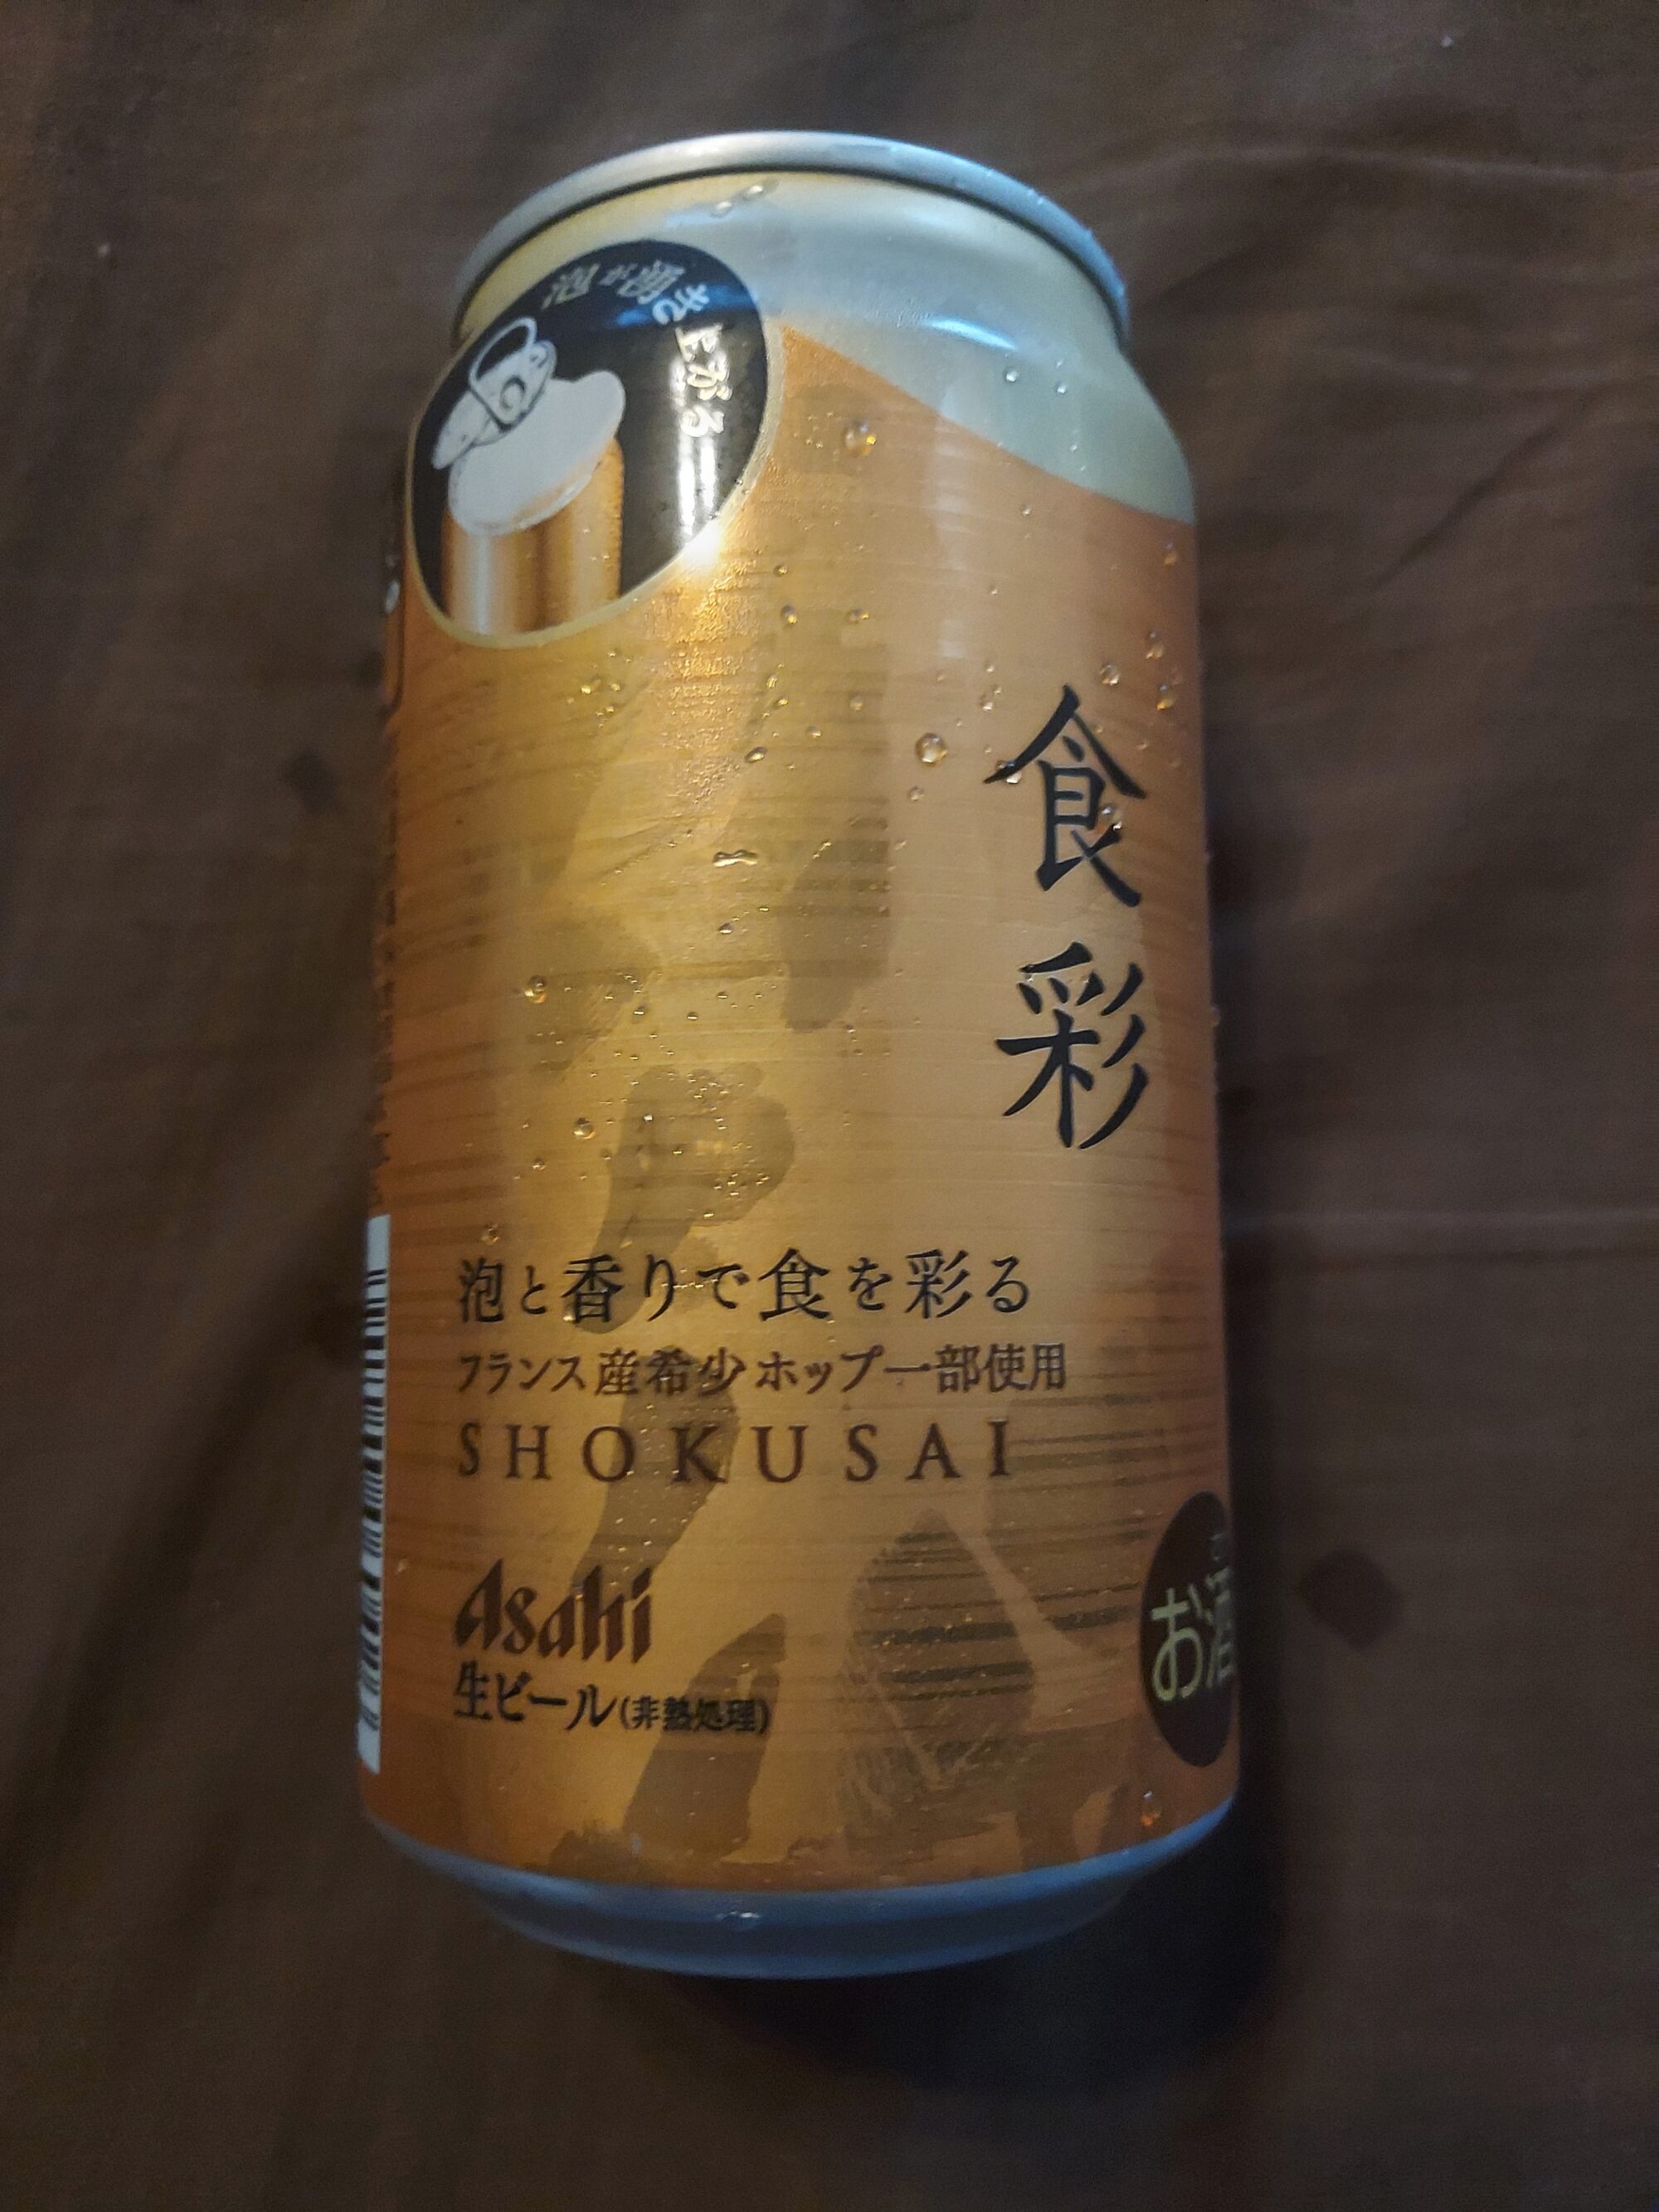 泡が湧き上がる
食彩
泡と香りで食を彩る
フランス産希少ホップ一部使用
SHOKUSAI
Asahi
生ビール(非熱処理)
お酒